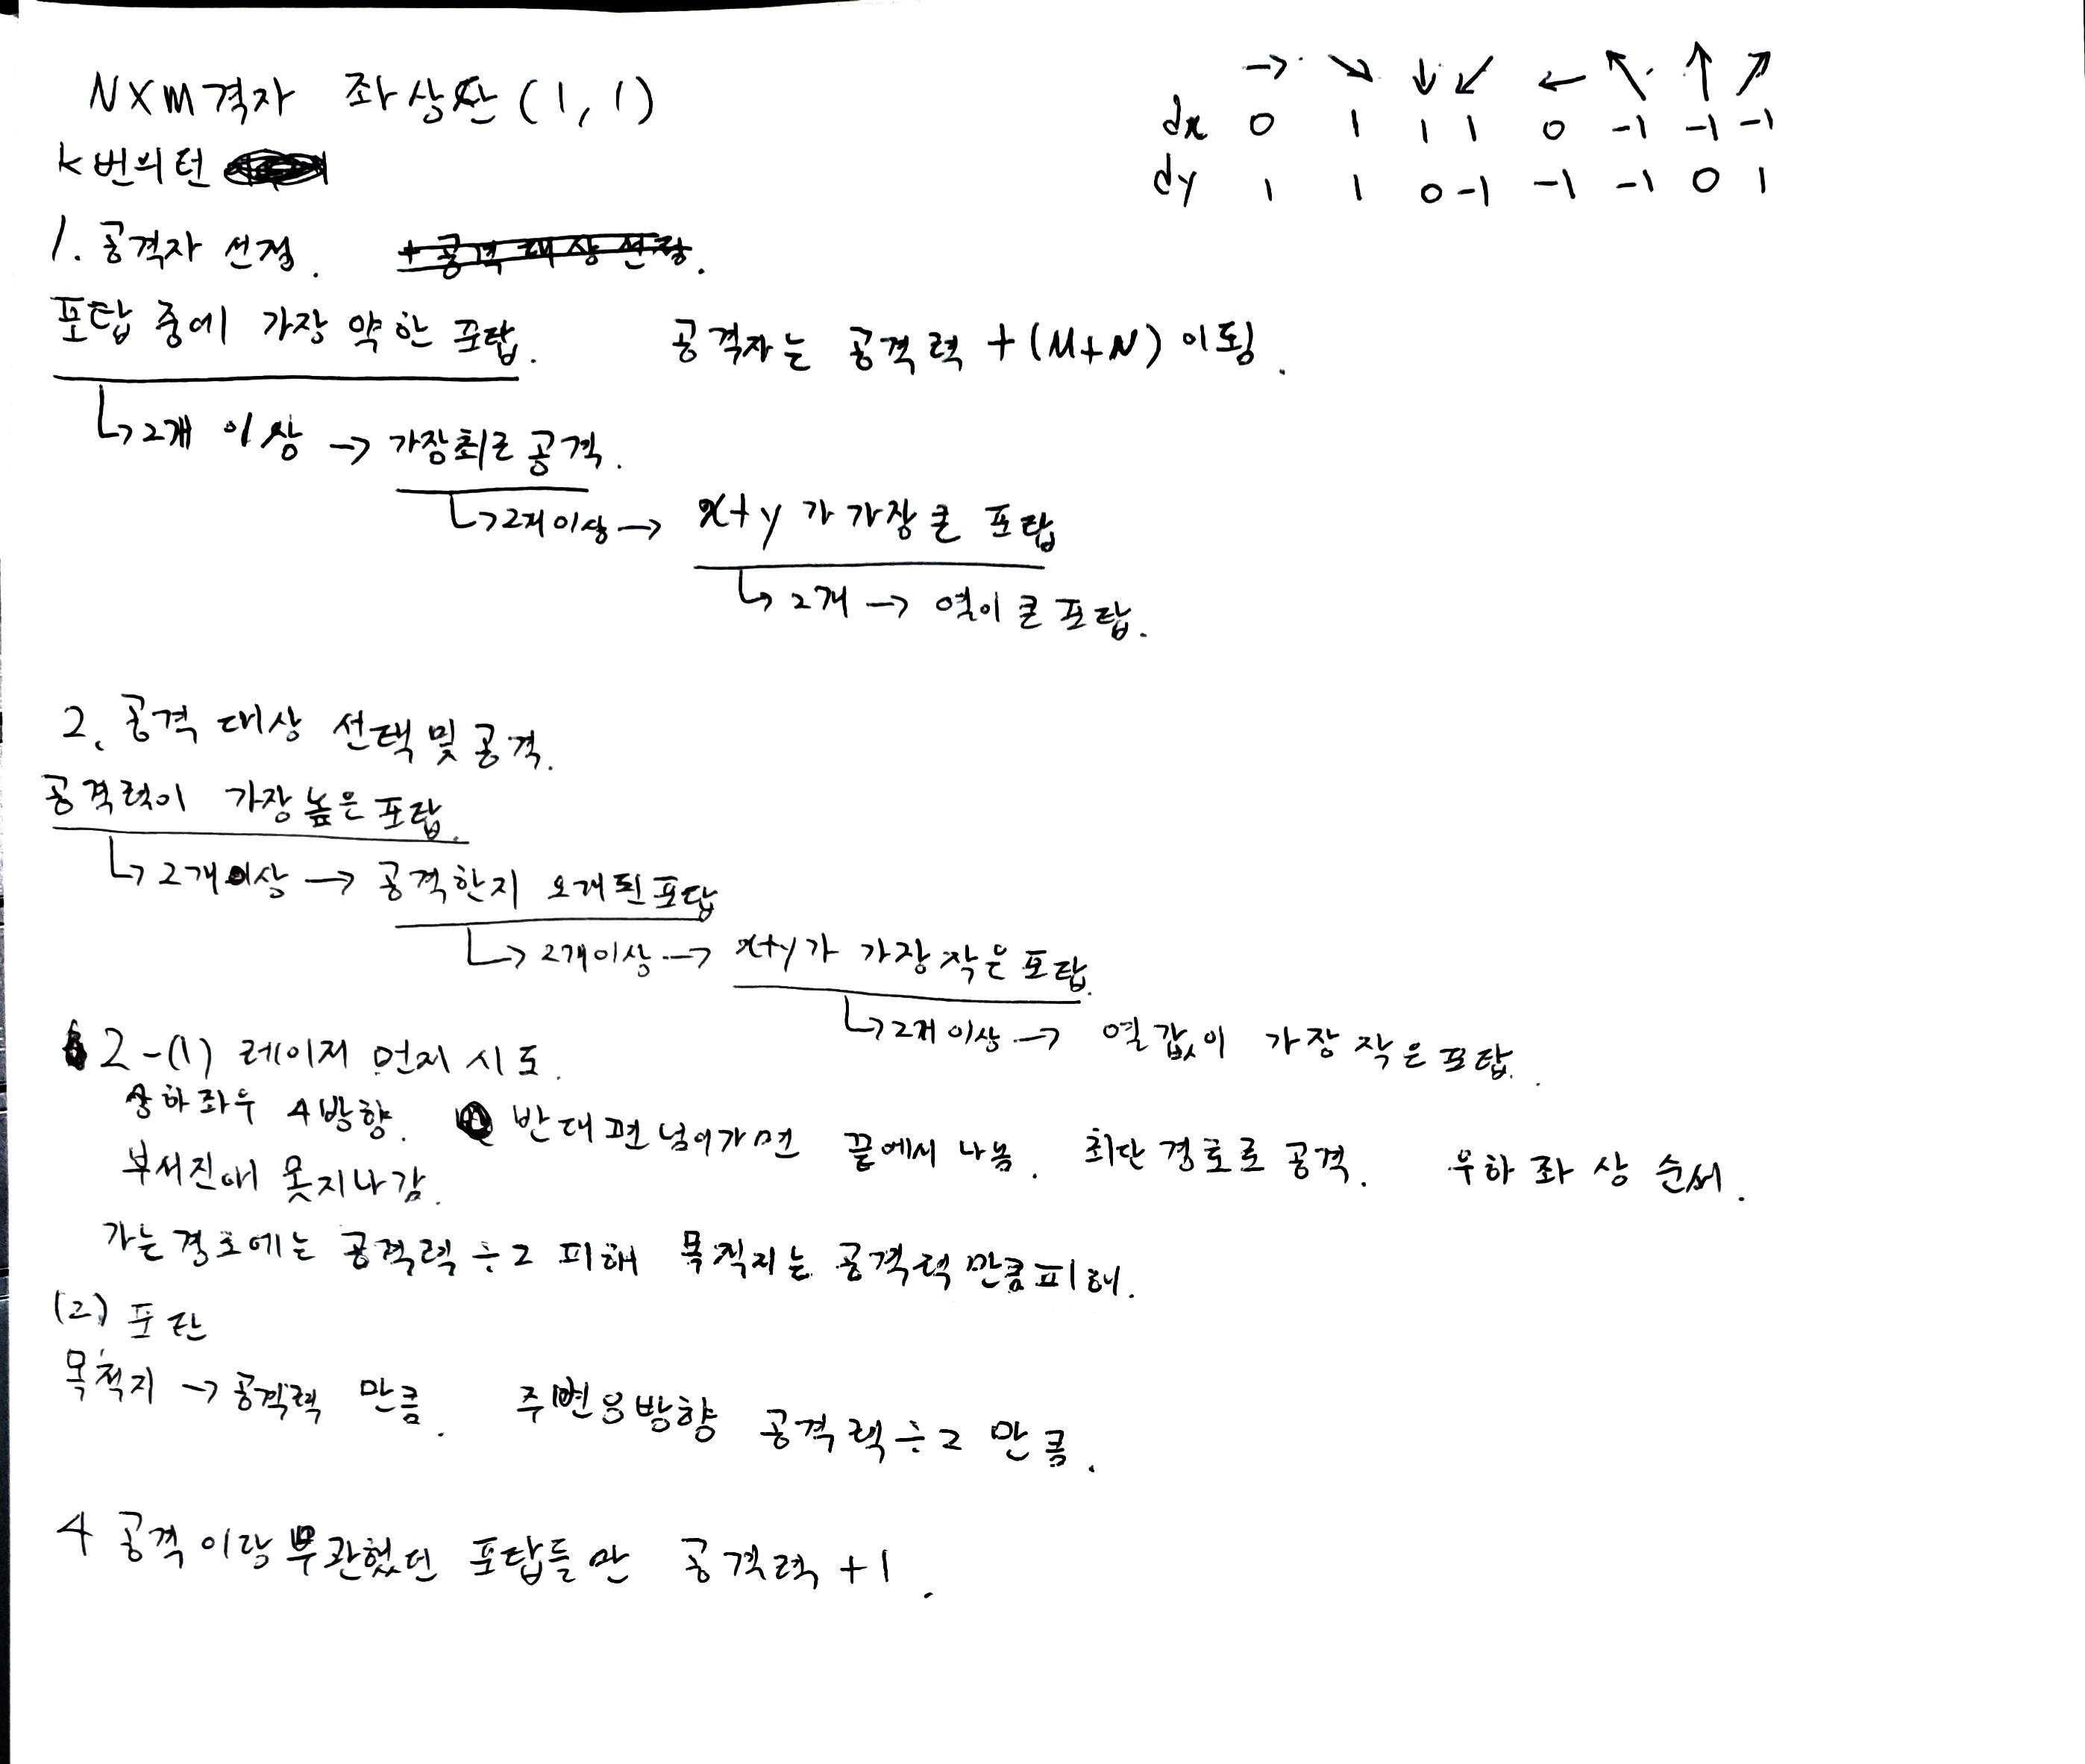 NXM격자 좌상단 (1, 1)
→ ↘ ↓ ↙ ← ↖ ↑ ↗
dx 0 1 1 1 0 -1 -1 -1
dy 1 1 0 -1 -1 -1 0 1
k번의턴
1. 공격자 선정. + 공격 대상 선정.
포탑 중에 가장 약한 포탑. 공격자는 공격력 +(M+N) 이됨.
↳2개 이상 → 가장최근 공격.
↳2개이상→ x+y가 가장 큰 포탑
↳2개 → 열이 큰 포탑.
2. 공격 대상 선택 및 공격.
공격력이 가장 높은 포탑.
↳2개이상 → 공격한지 오래된포탑
↳2개이상→ x+y가 가장 작은 포탑.
↳2개 이상→ 열값이 가장 작은 포탑.
2-(1) 레이저 먼저 시도.
상하좌우 4방향. 반대편 넘어가면 끝에서 나옴. 최단 경로로 공격. 우하 좌 상 순서.
부서진애 못지나감.
가는경로에는 공격력÷2 피해 목적지는 공격력 만큼피해.
(2) 포탄
목적지 → 공격력 만큼. 주변8방향 공격력÷2 만큼.
4 공격이랑 무관했던 포탑들만 공격력 +1.